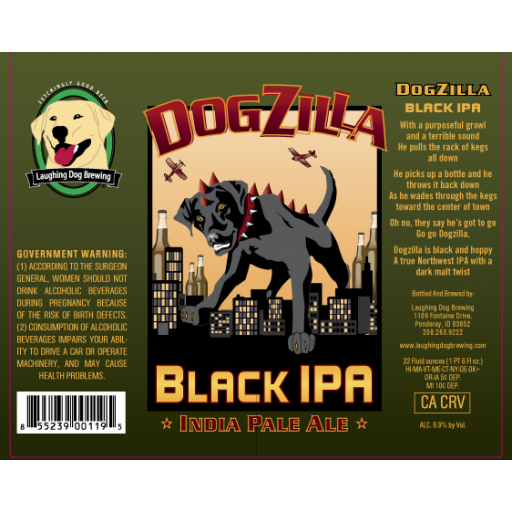 FETCHINGLY GOOD BEER
Laughing Dog Brewing
GOVERNMENT WARNING:
(1) ACCORDING TO THE SURGEON
GENERAL, WOMEN SHOULD NOT
DRINK ALCOHOLIC BEVERAGES
DURING PREGNANCY BECAUSE
OF THE RISK OF BIRTH DEFECTS.
(2) CONSUMPTION OF ALCOHOLIC
BEVERAGES IMPAIRS YOUR ABIL-
ITY TO DRIVE A CAR OR OPERATE
MACHINERY, AND MAY CAUSE
HEALTH PROBLEMS.
8 55239 00119 5
DOGZILLA
BLACK IPA
☆ INDIA PALE ALE ☆
DOGZILLA
BLACK IPA
With a purposeful growl
and a terrible sound
He pulls the rack of kegs
all down
He picks up a bottle and he
throws it back down
As he wades through the kegs
toward the center of town
Oh no, they say he's got to go
Go go Dogzilla,
Dogzilla is black and hoppy
A true Northwest IPA with a
dark malt twist
Bottled And Brewed by:
Laughing Dog Brewing
1109 Fontaine Drive.
Ponderay, ID 83852
208.263.9222
www.laughingdogbrewing.com
22 Fluid ounces (1 PT 6 Fl oz.)
HI-MA-VT-ME-CT-NY-DE-OK+
OR-IA 5¢ DEP.
MI 10¢ DEP.
CA CRV
ALC. 6.9% by Vol.